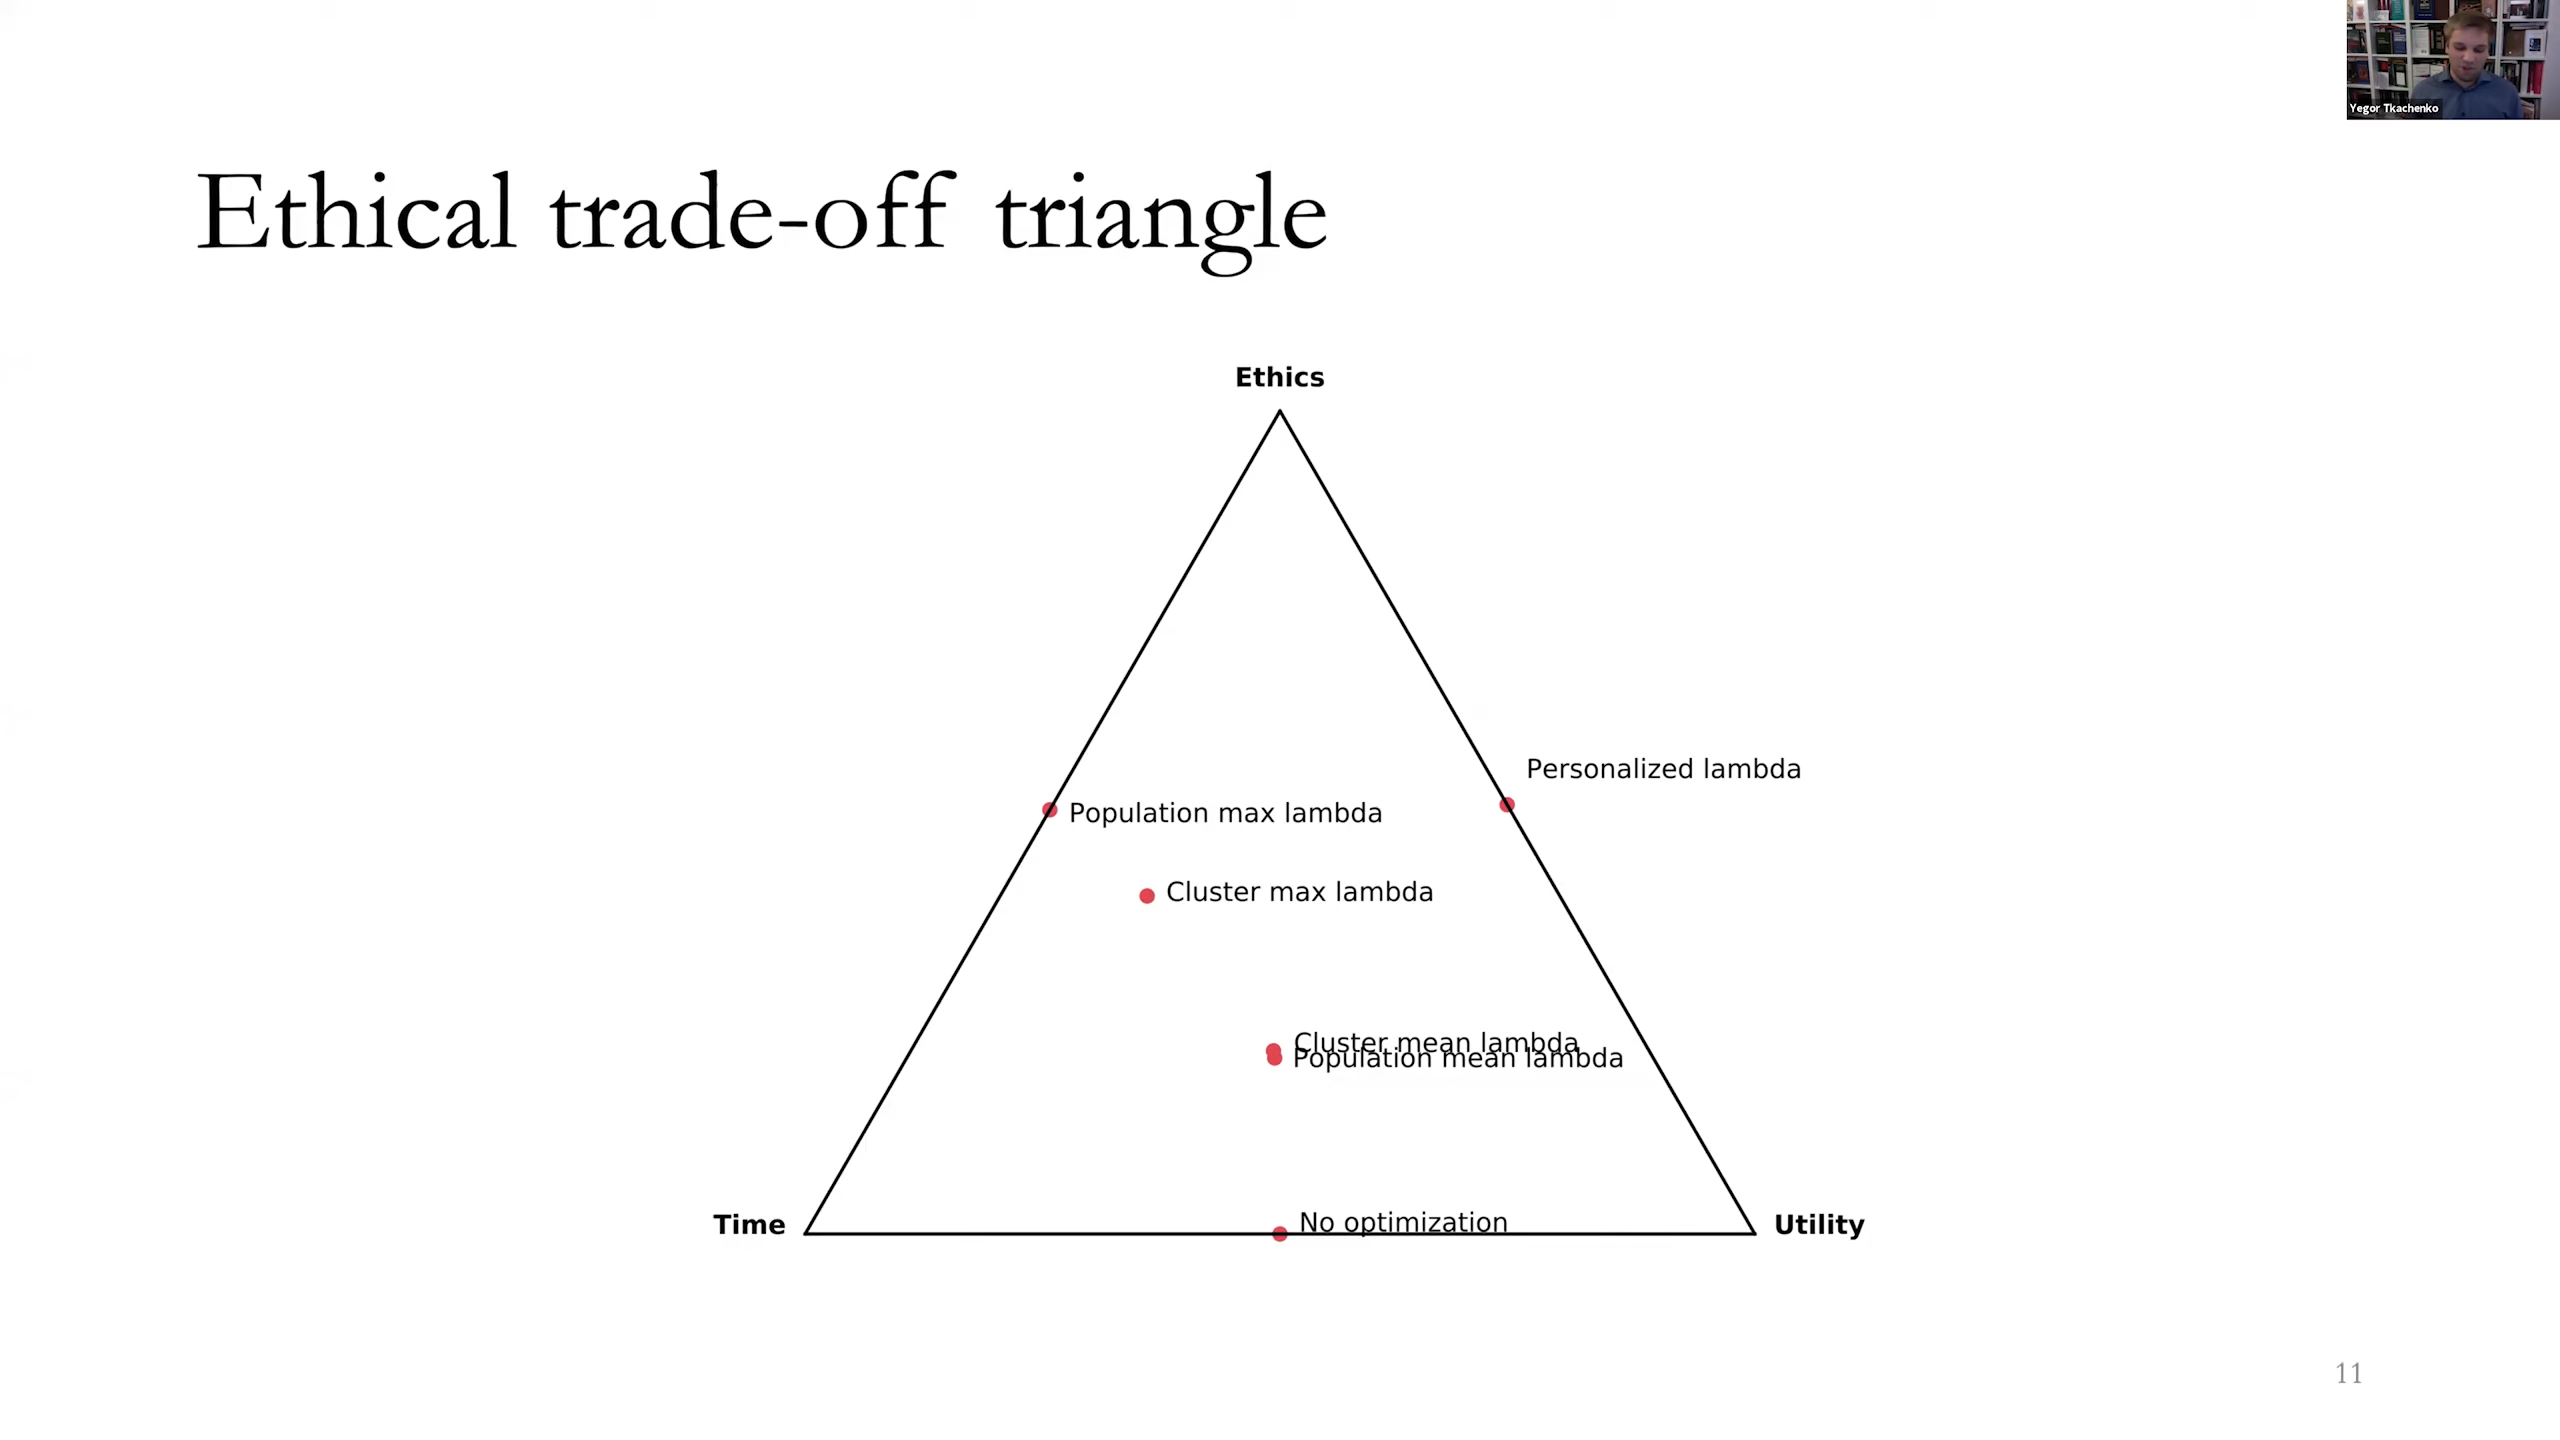 Yegor Tkachenko
Ethical trade-off triangle
Ethics
Personalized lambda
Population max lambda
Cluster max lambda
Cluster mean lambda
Population mean lambda
No optimization
Time
Utility
11